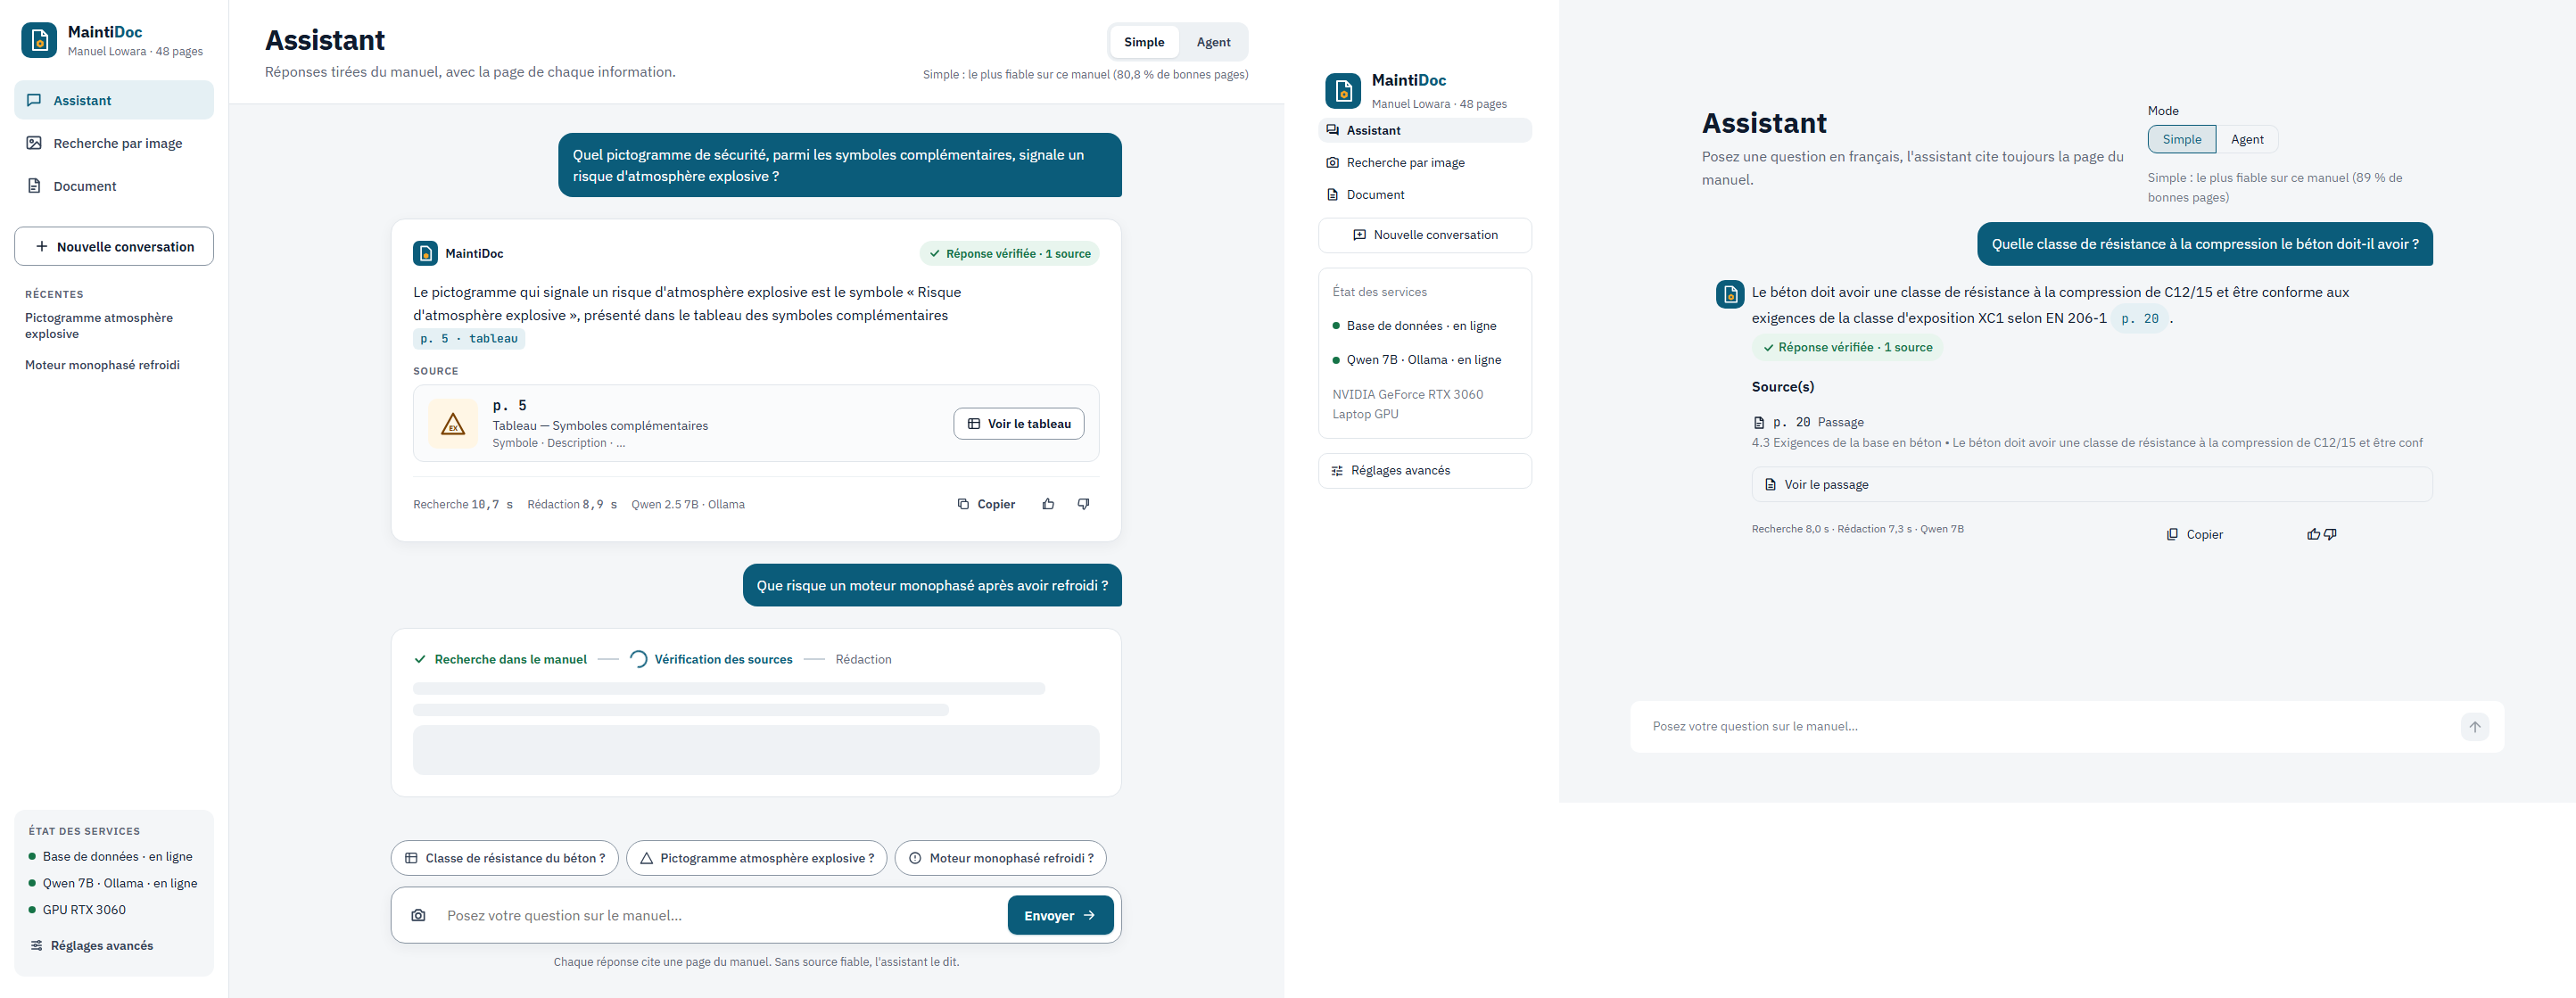 MaintiDoc
Manuel Lowara · 48 pages
Assistant
Recherche par image
Document
Nouvelle conversation
RÉCENTES
Pictogramme atmosphère
explosive
Moteur monophasé refroidi
ÉTAT DES SERVICES
Base de données · en ligne
Qwen 7B · Ollama · en ligne
GPU RTX 3060
Réglages avancés
Assistant
Réponses tirées du manuel, avec la page de chaque information.
Simple
Agent
Simple : le plus fiable sur ce manuel (80,8 % de bonnes pages)
Quel pictogramme de sécurité, parmi les symboles complémentaires, signale un
risque d'atmosphère explosive ?
MaintiDoc
Réponse vérifiée · 1 source
Le pictogramme qui signale un risque d'atmosphère explosive est le symbole « Risque
d'atmosphère explosive », présenté dans le tableau des symboles complémentaires
p. 5 · tableau
SOURCE
EX
p. 5
Tableau — Symboles complémentaires
Symbole · Description · ...
Voir le tableau
Recherche 10,7 s Rédaction 8,9 s Qwen 2.5 7B · Ollama
Copier
Que risque un moteur monophasé après avoir refroidi ?
Recherche dans le manuel
Vérification des sources
Rédaction
Classe de résistance du béton ?
Pictogramme atmosphère explosive ?
Moteur monophasé refroidi ?
Posez votre question sur le manuel...
Envoyer
Chaque réponse cite une page du manuel. Sans source fiable, l'assistant le dit.
MaintiDoc
Manuel Lowara · 48 pages
Assistant
Recherche par image
Document
Nouvelle conversation
État des services
Base de données · en ligne
Qwen 7B · Ollama · en ligne
NVIDIA GeForce RTX 3060
Laptop GPU
Réglages avancés
Assistant
Posez une question en français, l'assistant cite toujours la page du
manuel.
Mode
Simple
Agent
Simple : le plus fiable sur ce manuel (89 % de
bonnes pages)
Quelle classe de résistance à la compression le béton doit-il avoir ?
Le béton doit avoir une classe de résistance à la compression de C12/15 et être conforme aux
exigences de la classe d'exposition XC1 selon EN 206-1 p. 20 .
Réponse vérifiée · 1 source
Source(s)
p. 20 Passage
4.3 Exigences de la base en béton • Le béton doit avoir une classe de résistance à la compression de C12/15 et être conf
Voir le passage
Recherche 8,0 s · Rédaction 7,3 s · Qwen 7B
Copier
Posez votre question sur le manuel...